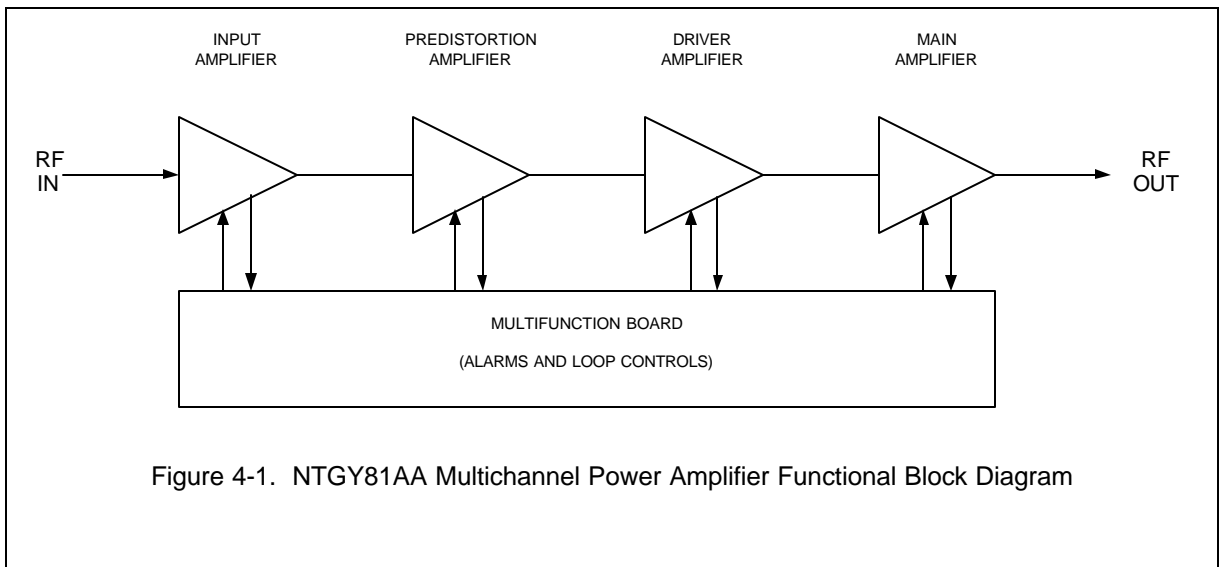 INPUT
AMPLIFIER
PREDISTORTION
AMPLIFIER
DRIVER
AMPLIFIER
MAIN
AMPLIFIER
RF
IN
RF
OUT
MULTIFUNCTION BOARD
(ALARMS AND LOOP CONTROLS)
Figure 4-1. NTGY81AA Multichannel Power Amplifier Functional Block Diagram